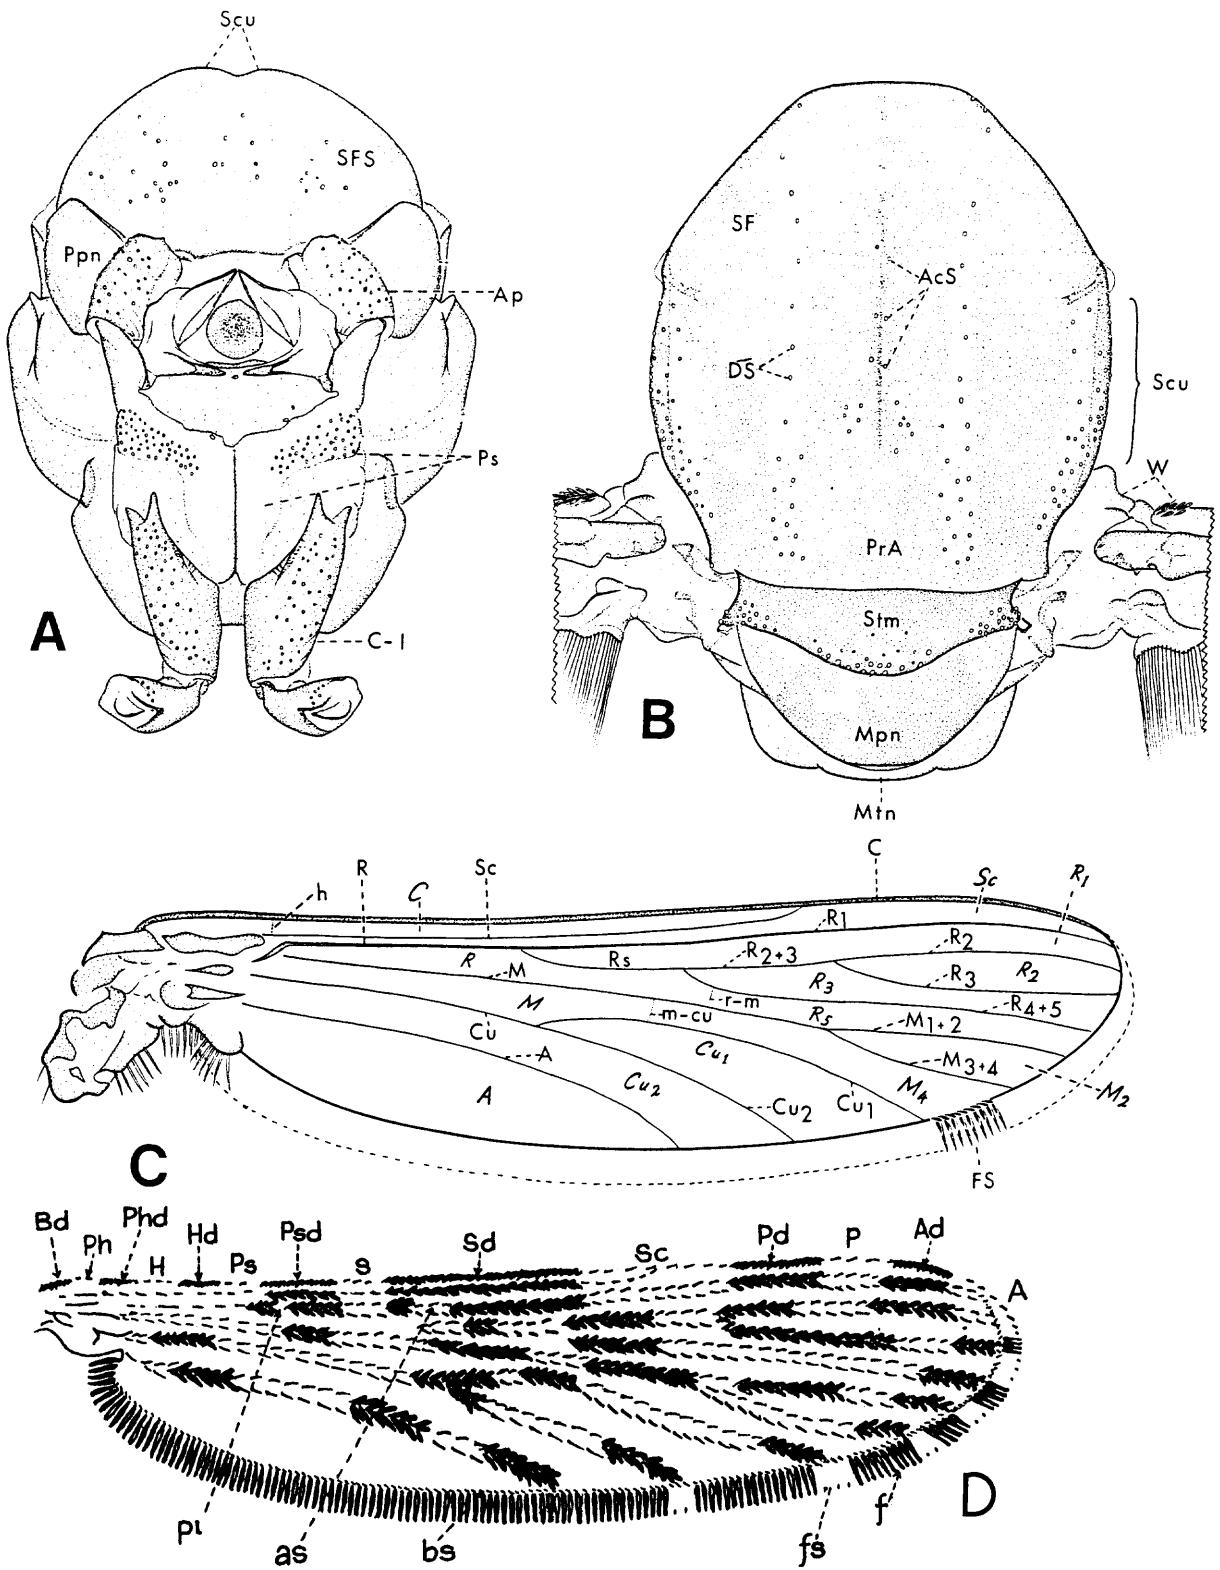 Scu
SFS
Ppn
Ap
Ps
C-I
A
SF
AcS
DS
Scu
W
PrA
Stm
Mpn
Mtn
B
C
R
Sc
h
C
Sc
R1
R1
R2
R2+3
Rs
R
M
R3
R3
R2
r-m
R4+5
M
m-cu
R5
M1+2
Cu
Cu1
A
M3+4
Cu2
M4
M2
A
Cu2
Cu1
FS
C
Bd
Ph
Phd
H
Hd
Ps
Psd
S
Sd
Sc
Pd
P
Ad
A
D
pl
as
bs
fs
f